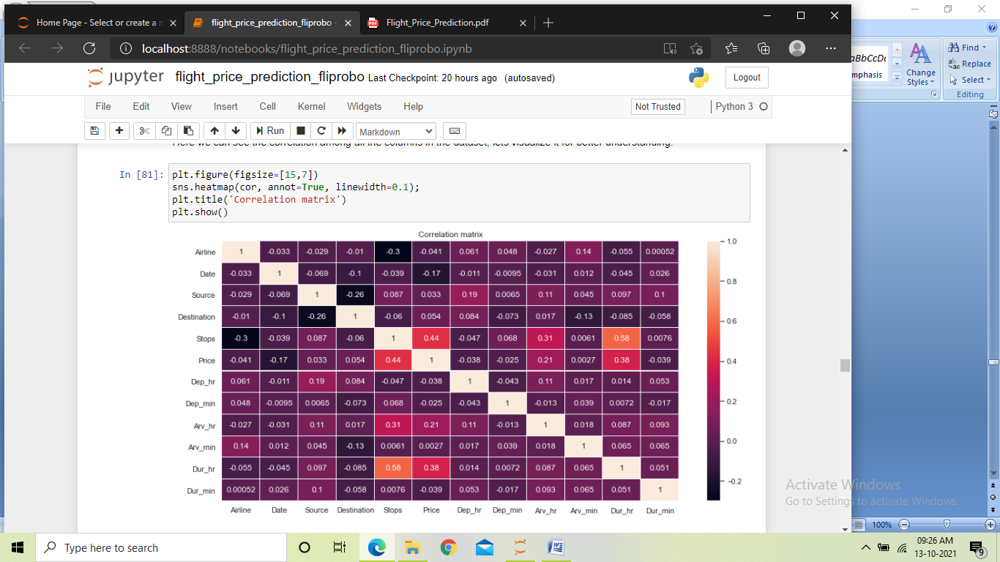 Home Page - Select or create a n
flight_price_prediction_fliprobo -
Flight_Price_Prediction.pdf
localhost:8888/notebooks/flight_price_prediction_fliprobo.ipynb
jupyter flight_price_prediction_fliprobo Last Checkpoint: 20 hours ago (autosaved)
Logout
File Edit View Insert Cell Kernel Widgets Help
Not Trusted
Python 3
Run
Markdown
Here we can see the correlation among all the columns in the dataset, lets visualize it for better understanding.
In [81]:
plt.figure(figsize=[15,7])
sns.heatmap(cor, annot=True, linewidth=0.1);
plt.title('Correlation matrix')
plt.show()
Correlation matrix
Airline 1 -0.033 -0.029 -0.01 -0.3 -0.041 0.061 0.048 -0.027 0.14 -0.055 0.00052
Date -0.033 1 -0.069 -0.1 -0.039 -0.17 -0.011 -0.0095 -0.031 0.012 -0.045 0.026
Source -0.029 -0.069 1 -0.26 0.087 0.033 0.19 0.0065 0.11 0.045 0.097 0.1
Destination -0.01 -0.1 -0.26 1 -0.06 0.054 0.084 -0.073 0.017 -0.13 -0.085 -0.058
Stops -0.3 -0.039 0.087 -0.06 1 0.44 -0.047 0.068 0.31 0.0061 0.58 0.0076
Price -0.041 -0.17 0.033 0.054 0.44 1 -0.038 -0.025 0.21 0.0027 0.38 -0.039
Dep_hr 0.061 -0.011 0.19 0.084 -0.047 -0.038 1 -0.043 0.11 0.017 0.014 0.053
Dep_min 0.048 -0.0095 0.0065 -0.073 0.068 -0.025 -0.043 1 -0.013 0.039 0.0072 -0.017
Arv_hr -0.027 -0.031 0.11 0.017 0.31 0.21 0.11 -0.013 1 0.018 0.087 0.093
Arv_min 0.14 0.012 0.045 -0.13 0.0061 0.0027 0.017 0.039 0.018 1 0.065 0.065
Dur_hr -0.055 -0.045 0.097 -0.085 0.58 0.38 0.014 0.0072 0.087 0.065 1 0.051
Dur_min 0.00052 0.026 0.1 -0.058 0.0076 -0.039 0.053 -0.017 0.093 0.065 0.051 1
Airline Date Source Destination Stops Price Dep_hr Dep_min Arv_hr Arv_min Dur_hr Dur_min
1.0
0.8
0.6
0.4
0.2
0.0
-0.2
aBbCcDc
mphasis
Change
Styles
Find
Replace
Select
Editing
Activate Windows
Go to Settings to activate Windows.
100%
Type here to search
09:26 AM
13-10-2021
9